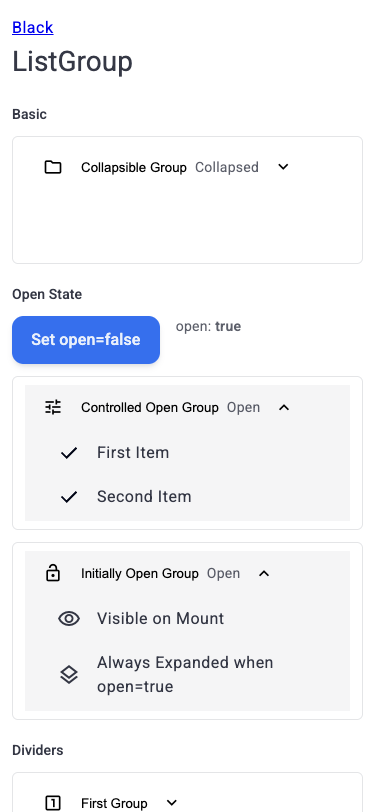 Black
ListGroup
Basic
Collapsible Group Collapsed
Open State
Set open=false
open: true
Controlled Open Group Open
First Item
Second Item
Initially Open Group Open
Visible on Mount
Always Expanded when
open=true
Dividers
1 First Group